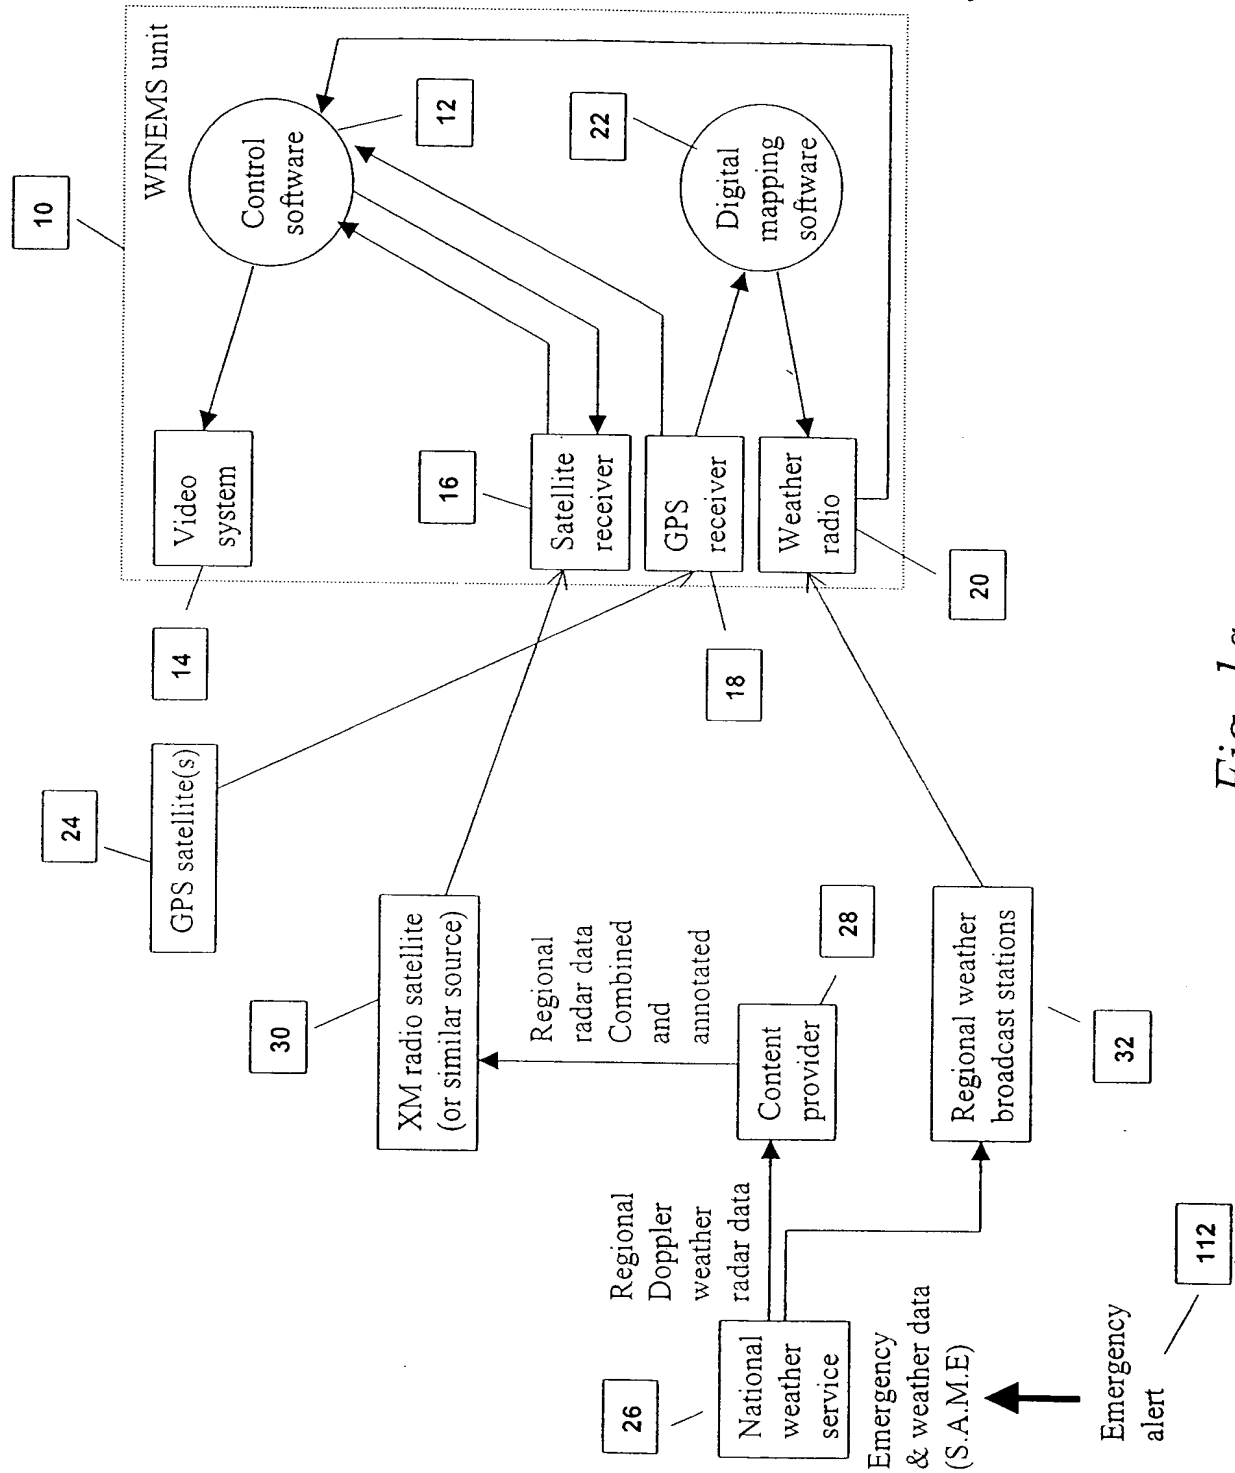 10
WINEMS unit
Control
software
12
Digital
mapping
software
22
Video
system
14
Satellite
receiver
16
GPS
receiver
18
Weather
radio
20
GPS satellite(s)
24
XM radio satellite
(or similar source)
30
Regional
radar data
Combined
and
annotated
Content
provider
28
Regional weather
broadcast stations
32
Regional
Doppler
weather
radar data
National
weather
service
26
Emergency
& weather data
(S.A.M.E)
Emergency
alert
112